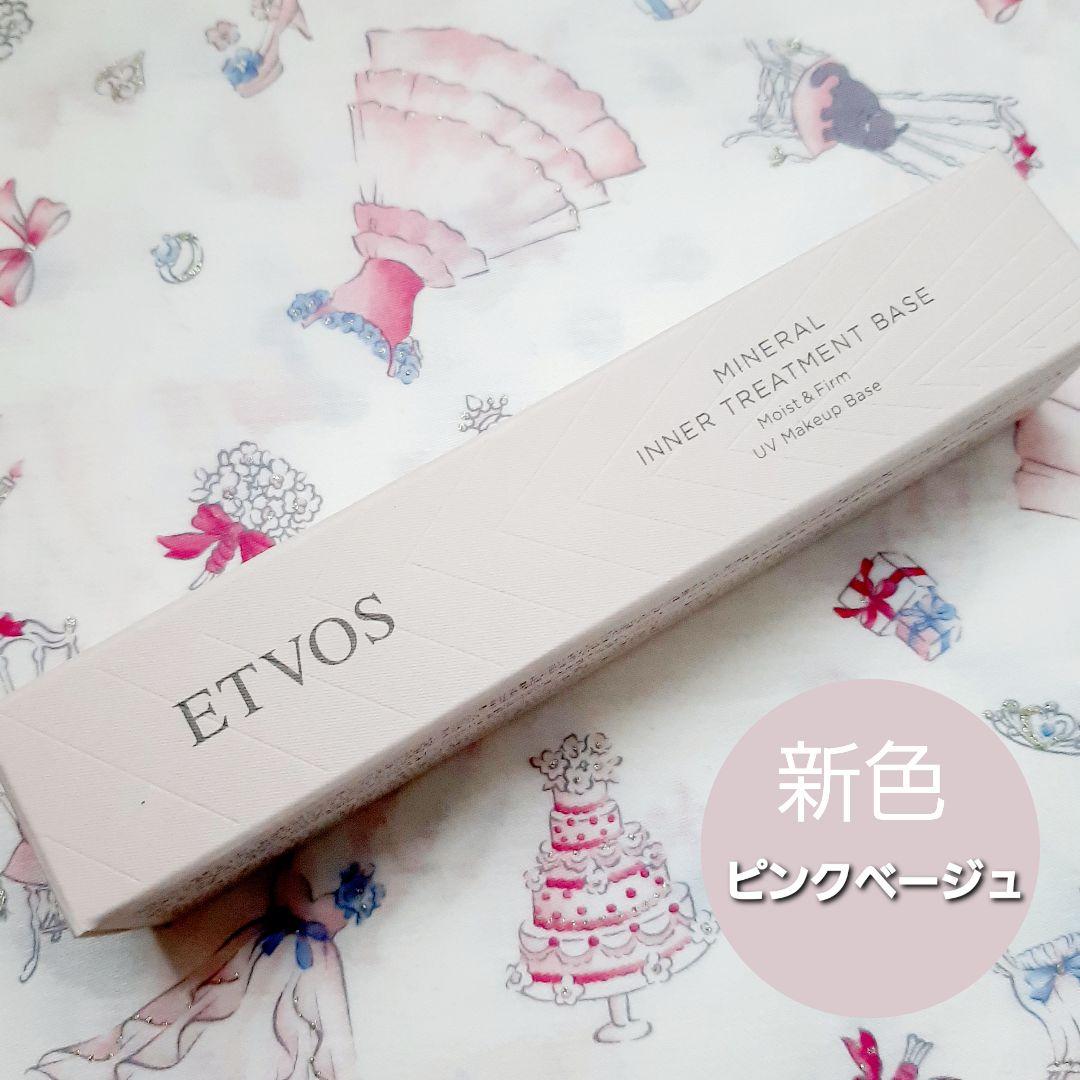 MINERAL
INNER TREATMENT BASE
Moist & Firm
UV Makeup Base
ETVOS
新色
ピンクベージュ